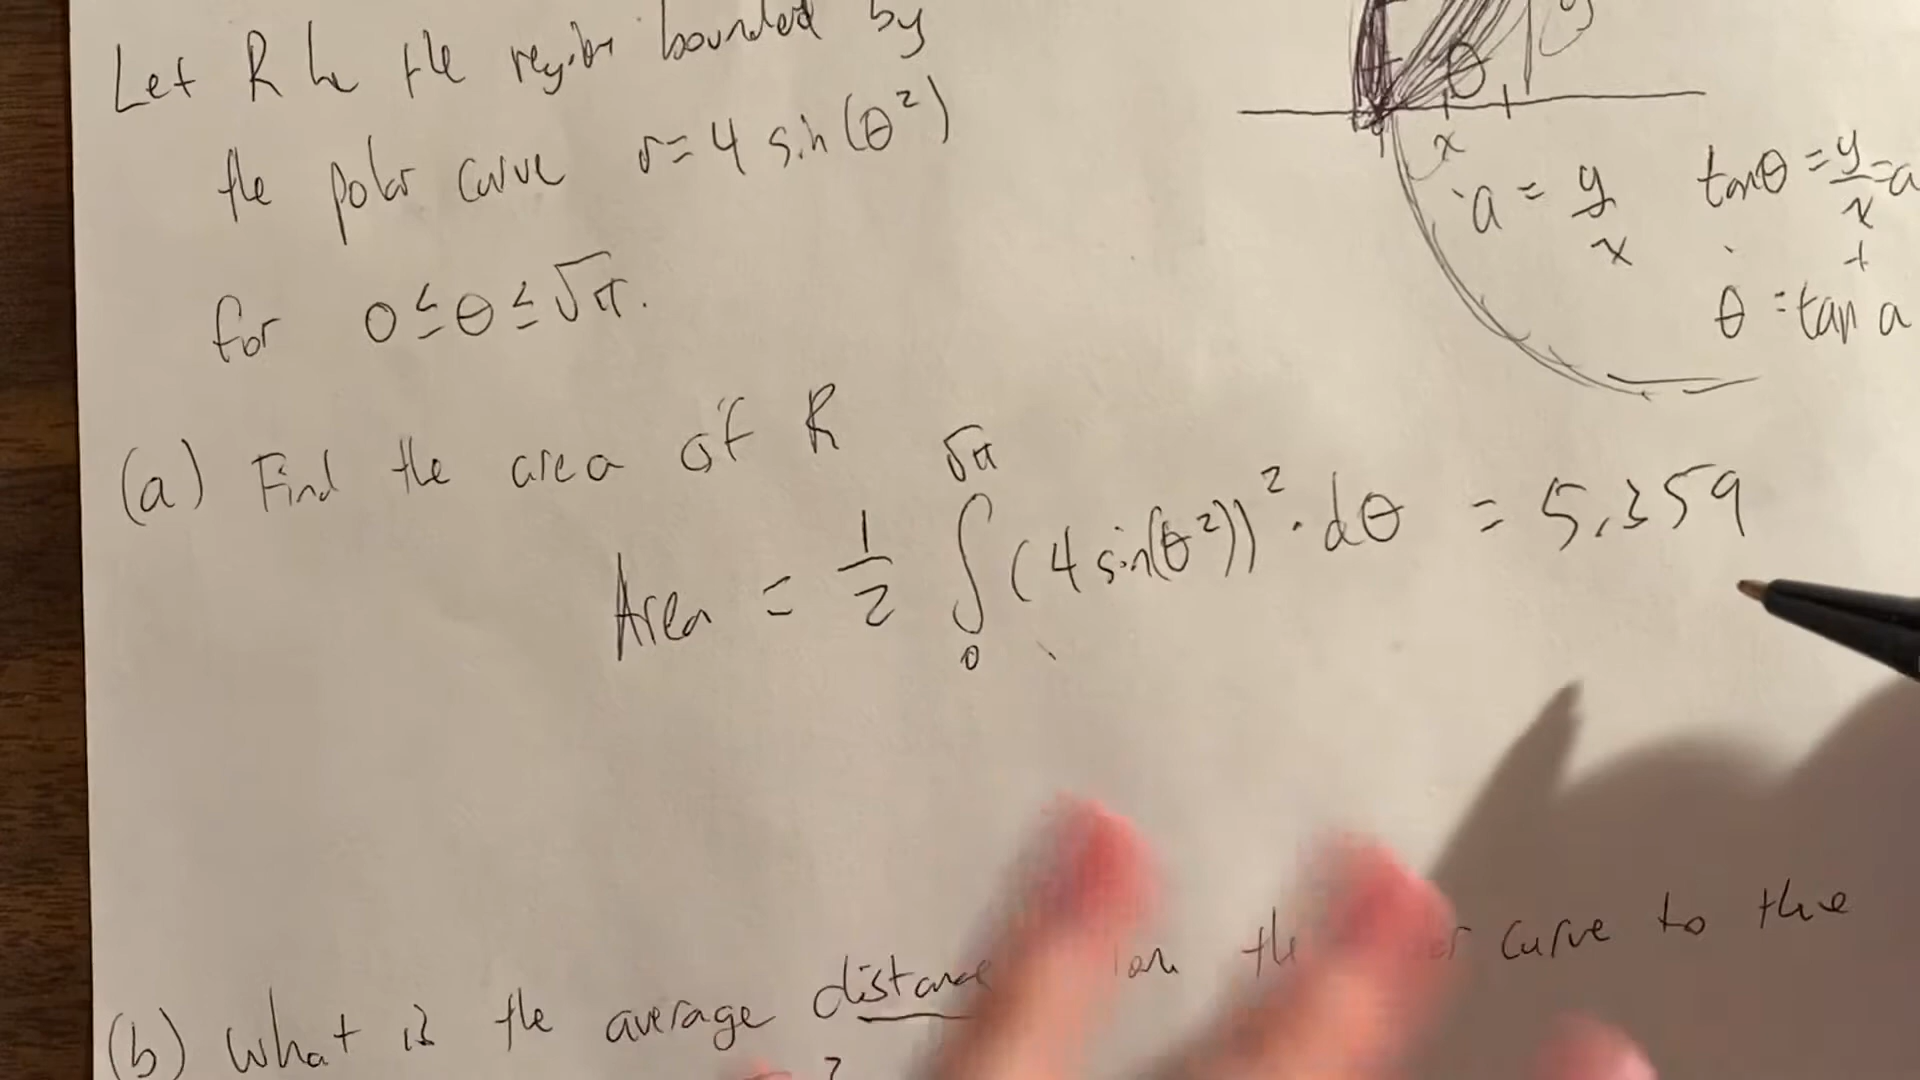 Let R be the region bounded by
the polar curve r = 4 sin(θ²)
for 0 ≤ θ ≤ √π.
θ
x
a = y/x
tanθ = y/x = a
θ = tan a
(a) Find the area of R
Area = 1/2 ∫₀^√π (4 sin(θ²))² · dθ = 5.359
(b) What is the average distance the curve to the
?